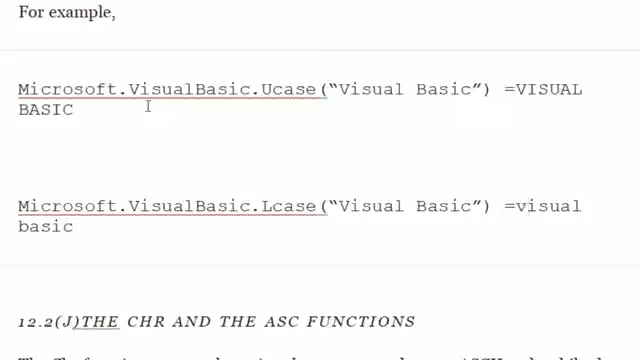 For example,
Microsoft.VisualBasic.Ucase(“Visual Basic”) =VISUAL
BASIC
Microsoft.VisualBasic.Lcase(“Visual Basic”) =visual
basic
12.2(J)THE CHR AND THE ASC FUNCTIONS